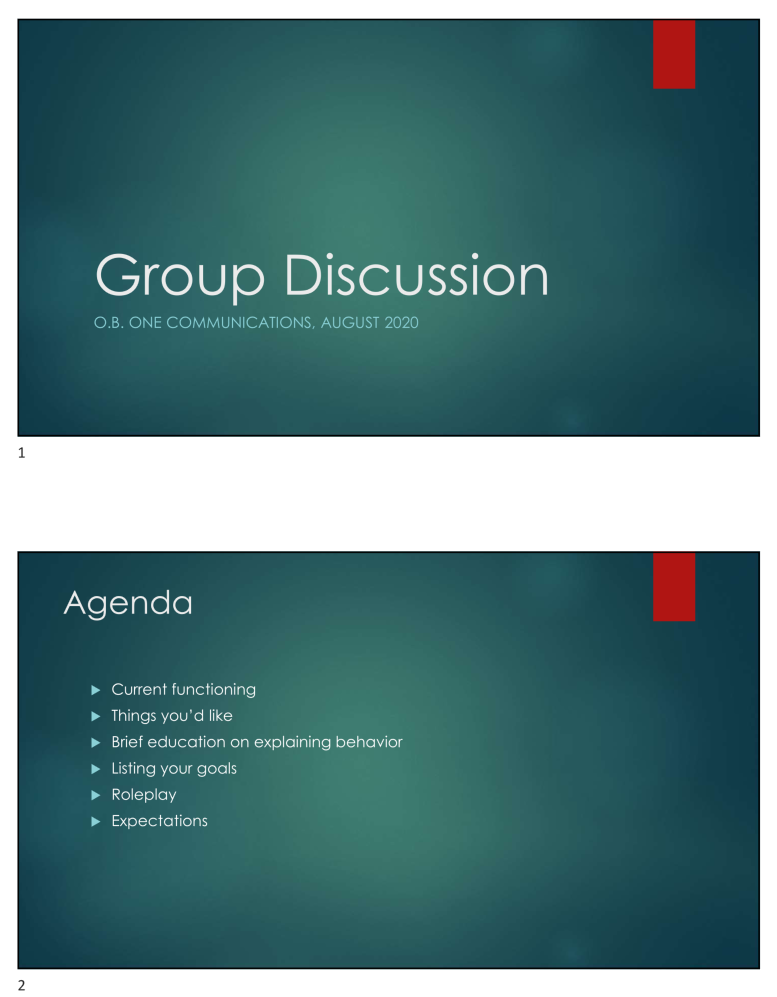 Group Discussion
O.B. ONE COMMUNICATIONS, AUGUST 2020
1
Agenda
Current functioning
Things you’d like
Brief education on explaining behavior
Listing your goals
Roleplay
Expectations
2